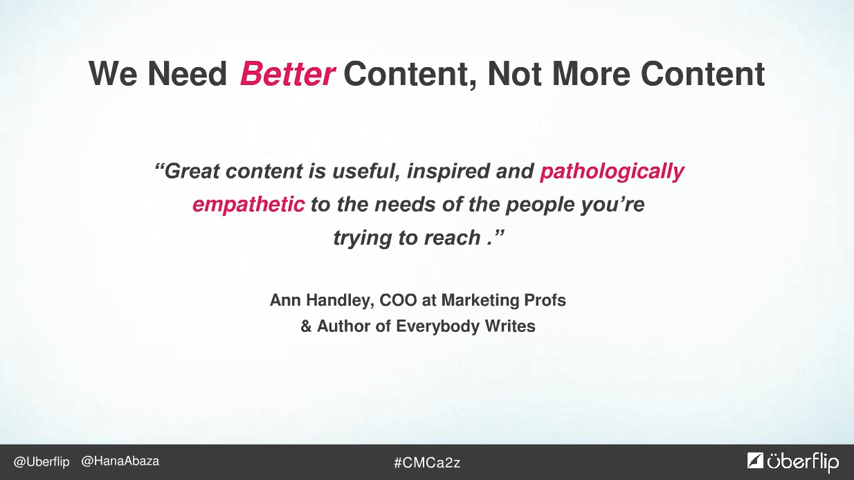 We Need Better Content, Not More Content
“Great content is useful, inspired and pathologically
empathetic to the needs of the people you’re
trying to reach .”
Ann Handley, COO at Marketing Profs
& Author of Everybody Writes
@Uberflip @HanaAbaza #CMCa2z überflip